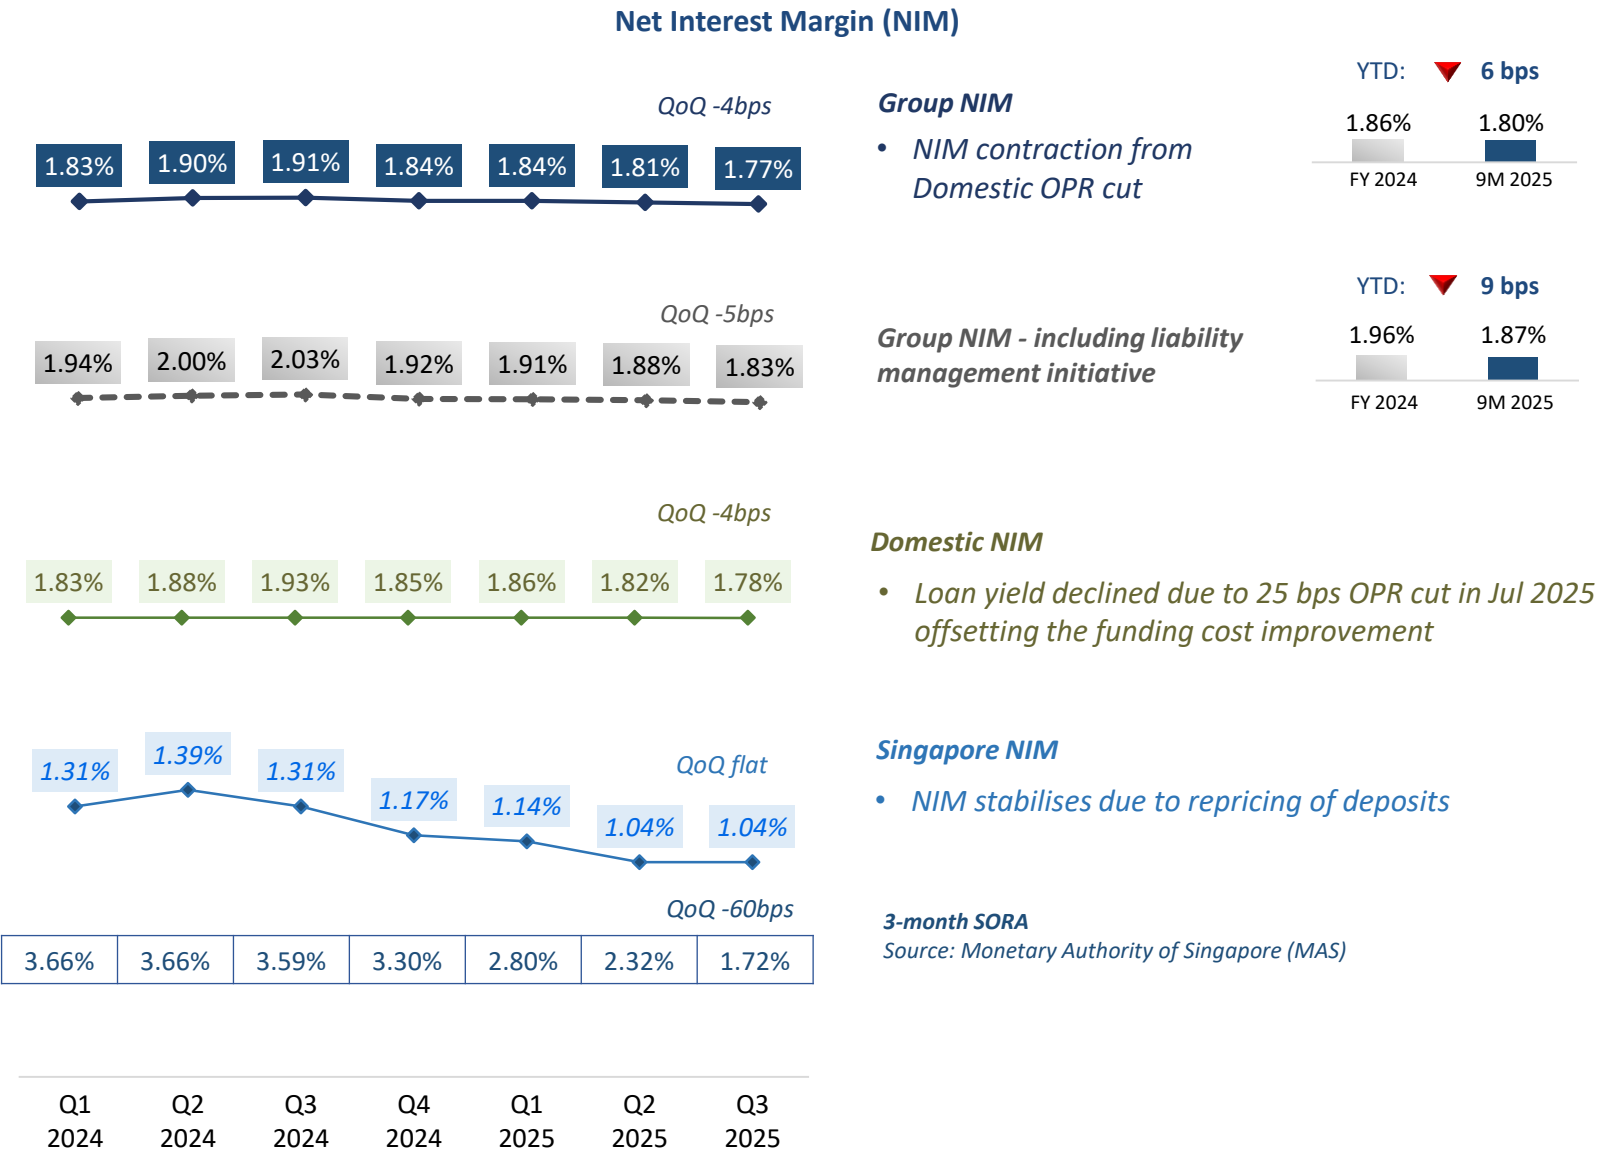 Net Interest Margin (NIM)
QoQ -4bps
1.83% 1.90% 1.91% 1.84% 1.84% 1.81% 1.77%
Group NIM
• NIM contraction from
Domestic OPR cut
YTD: 6 bps
1.86% 1.80%
FY 2024 9M 2025
QoQ -5bps
1.94% 2.00% 2.03% 1.92% 1.91% 1.88% 1.83%
Group NIM - including liability
management initiative
YTD: 9 bps
1.96% 1.87%
FY 2024 9M 2025
QoQ -4bps
1.83% 1.88% 1.93% 1.85% 1.86% 1.82% 1.78%
Domestic NIM
• Loan yield declined due to 25 bps OPR cut in Jul 2025
offsetting the funding cost improvement
QoQ flat
1.31% 1.39% 1.31% 1.17% 1.14% 1.04% 1.04%
Singapore NIM
• NIM stabilises due to repricing of deposits
QoQ -60bps
3.66% 3.66% 3.59% 3.30% 2.80% 2.32% 1.72%
3-month SORA
Source: Monetary Authority of Singapore (MAS)
Q1 Q2 Q3 Q4 Q1 Q2 Q3
2024 2024 2024 2024 2025 2025 2025